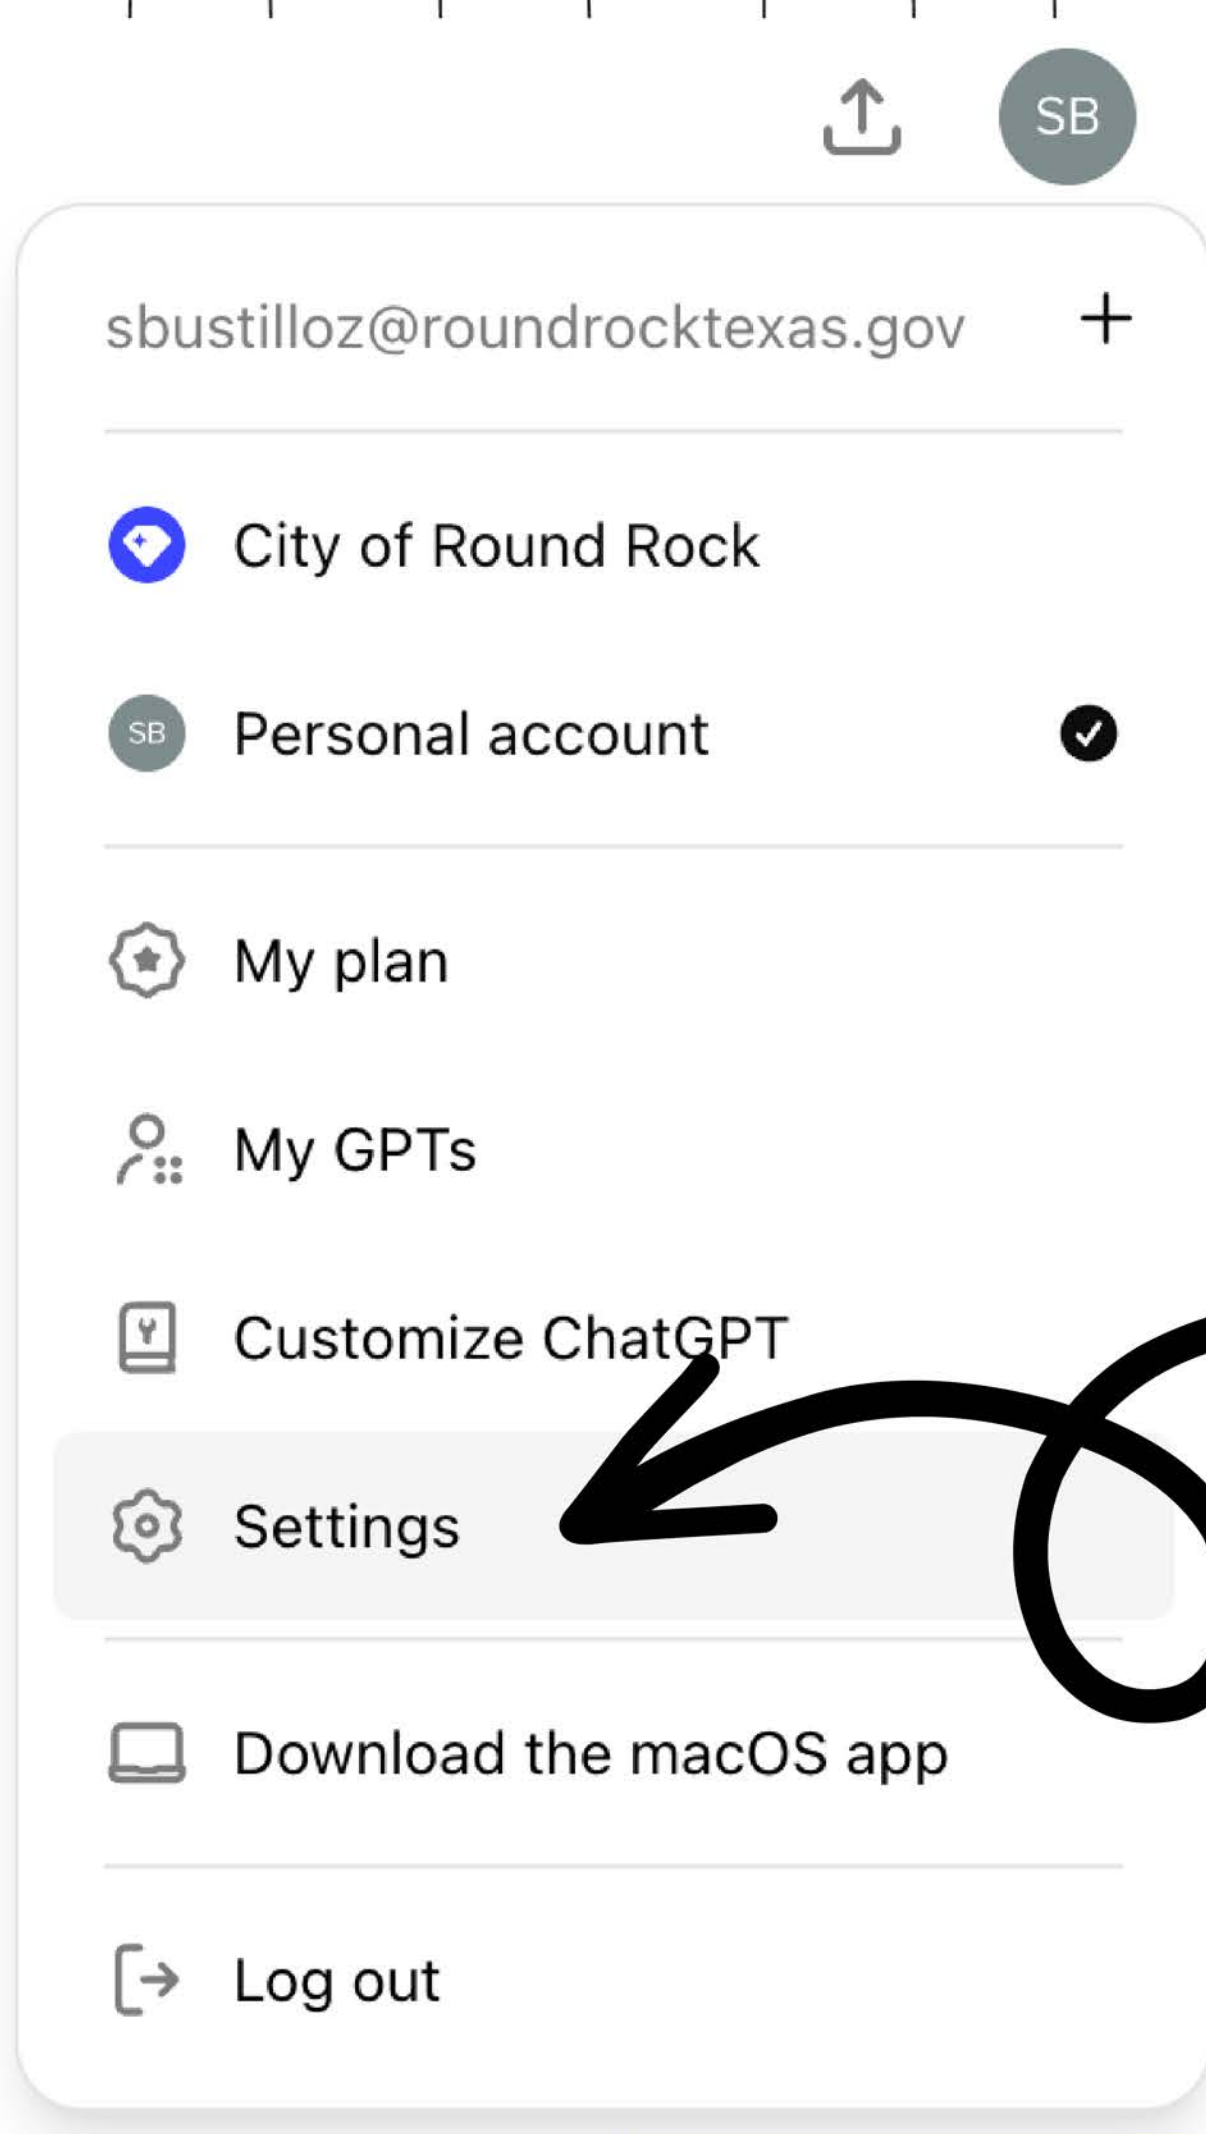 SB
sbustilloz@roundrocktexas.gov
City of Round Rock
SB Personal account
My plan
My GPTs
Customize ChatGPT
Settings
Download the macOS app
Log out